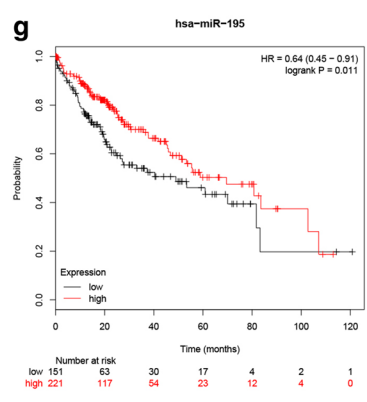 g
hsa-miR-195
HR = 0.64 (0.45 − 0.91)
logrank P = 0.011
Probability
1.0
0.8
0.6
0.4
0.2
0.0
Expression
low
high
0 20 40 60 80 100 120
Time (months)
Number at risk
low 151 63 30 17 4 2 1
high 221 117 54 23 12 4 0